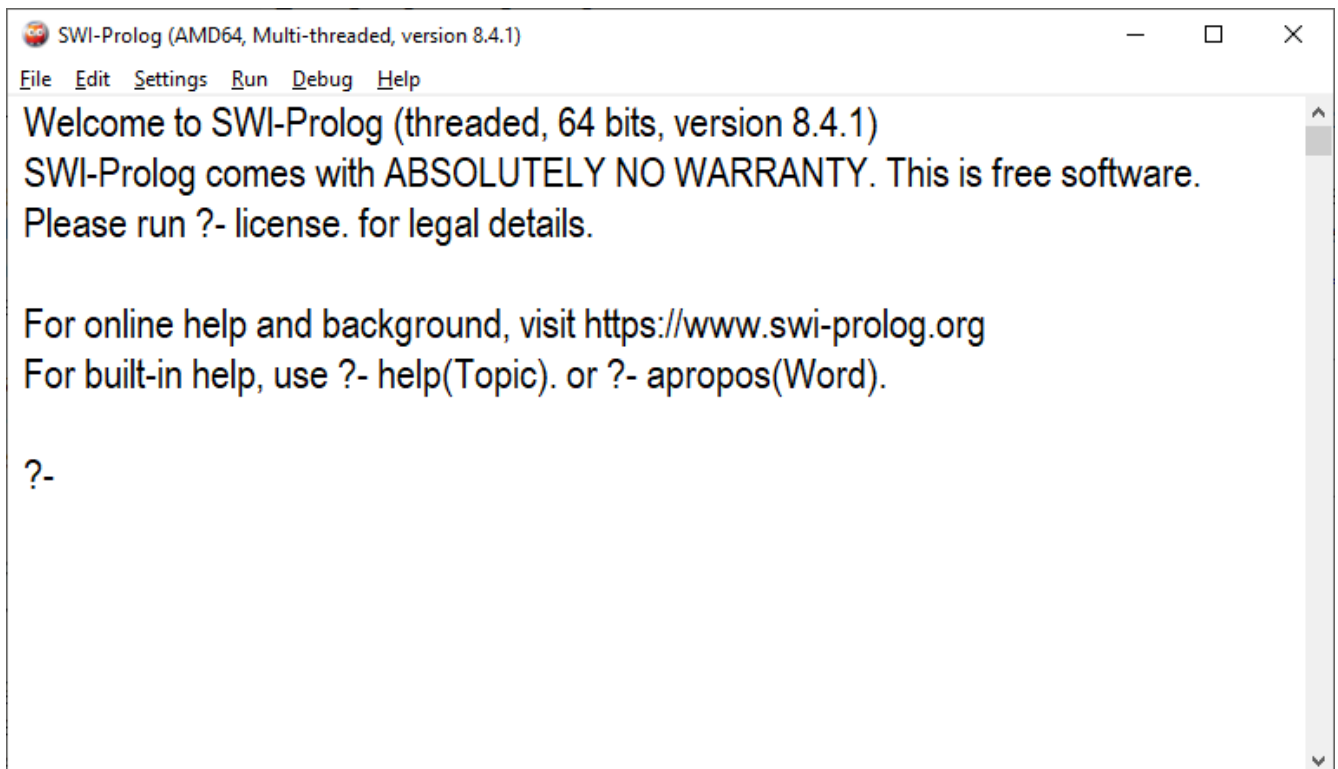 SWI-Prolog (AMD64, Multi-threaded, version 8.4.1)
File Edit Settings Run Debug Help
Welcome to SWI-Prolog (threaded, 64 bits, version 8.4.1)
SWI-Prolog comes with ABSOLUTELY NO WARRANTY. This is free software.
Please run ?- license. for legal details.
For online help and background, visit https://www.swi-prolog.org
For built-in help, use ?- help(Topic). or ?- apropos(Word).
?-